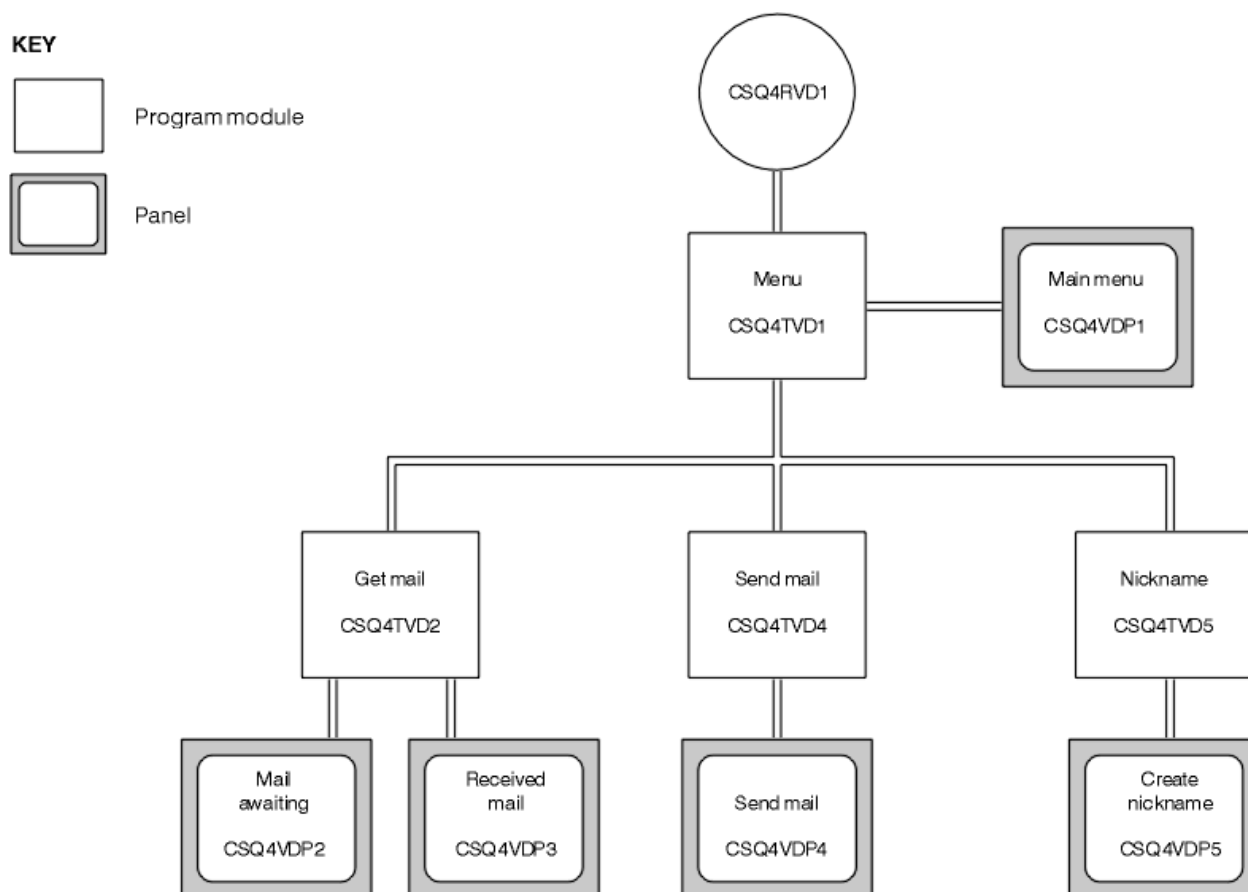 KEY
Program module
Panel
CSQ4RVD1
Menu
CSQ4TVD1
Main menu
CSQ4VDP1
Get mail
CSQ4TVD2
Send mail
CSQ4TVD4
Nickname
CSQ4TVD5
Mail
awaiting
CSQ4VDP2
Received
mail
CSQ4VDP3
Send mail
CSQ4VDP4
Create
nickname
CSQ4VDP5